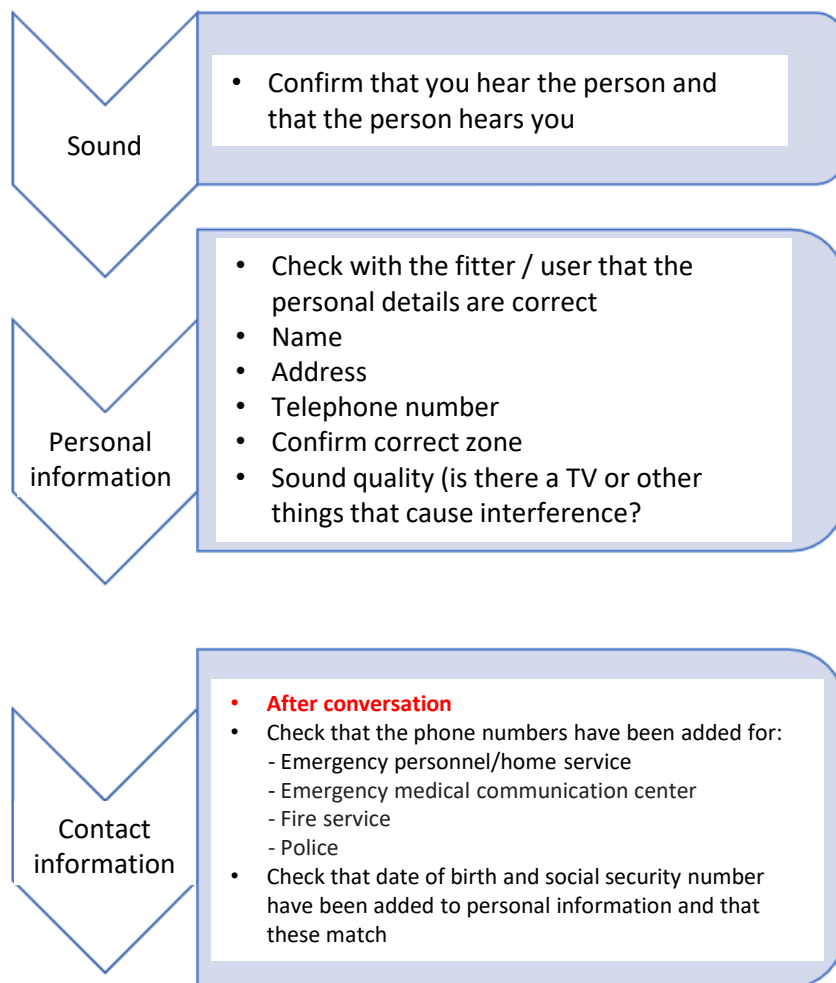 Sound
• Confirm that you hear the person and
that the person hears you
Personal
information
• Check with the fitter / user that the
personal details are correct
• Name
• Address
• Telephone number
• Confirm correct zone
• Sound quality (is there a TV or other
things that cause interference?
Contact
information
• After conversation
• Check that the phone numbers have been added for:
- Emergency personnel/home service
- Emergency medical communication center
- Fire service
- Police
• Check that date of birth and social security number
have been added to personal information and that
these match